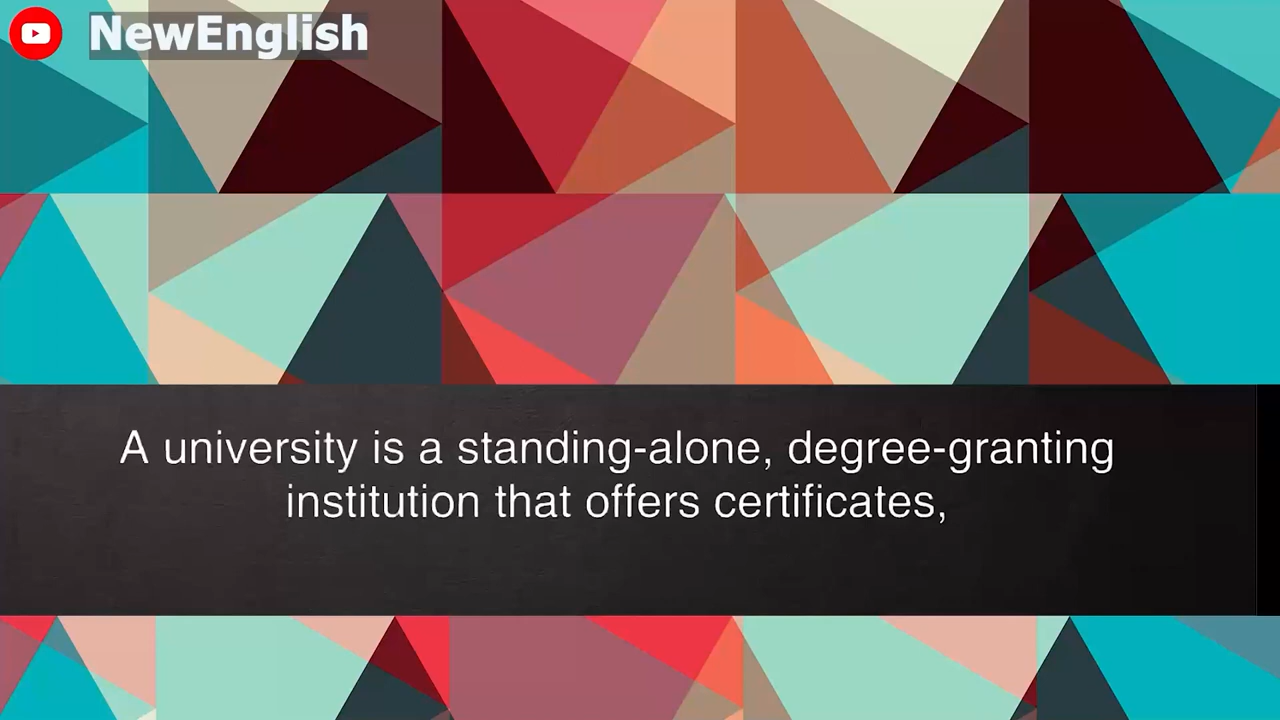 NewEnglish
A university is a standing-alone, degree-granting
institution that offers certificates,